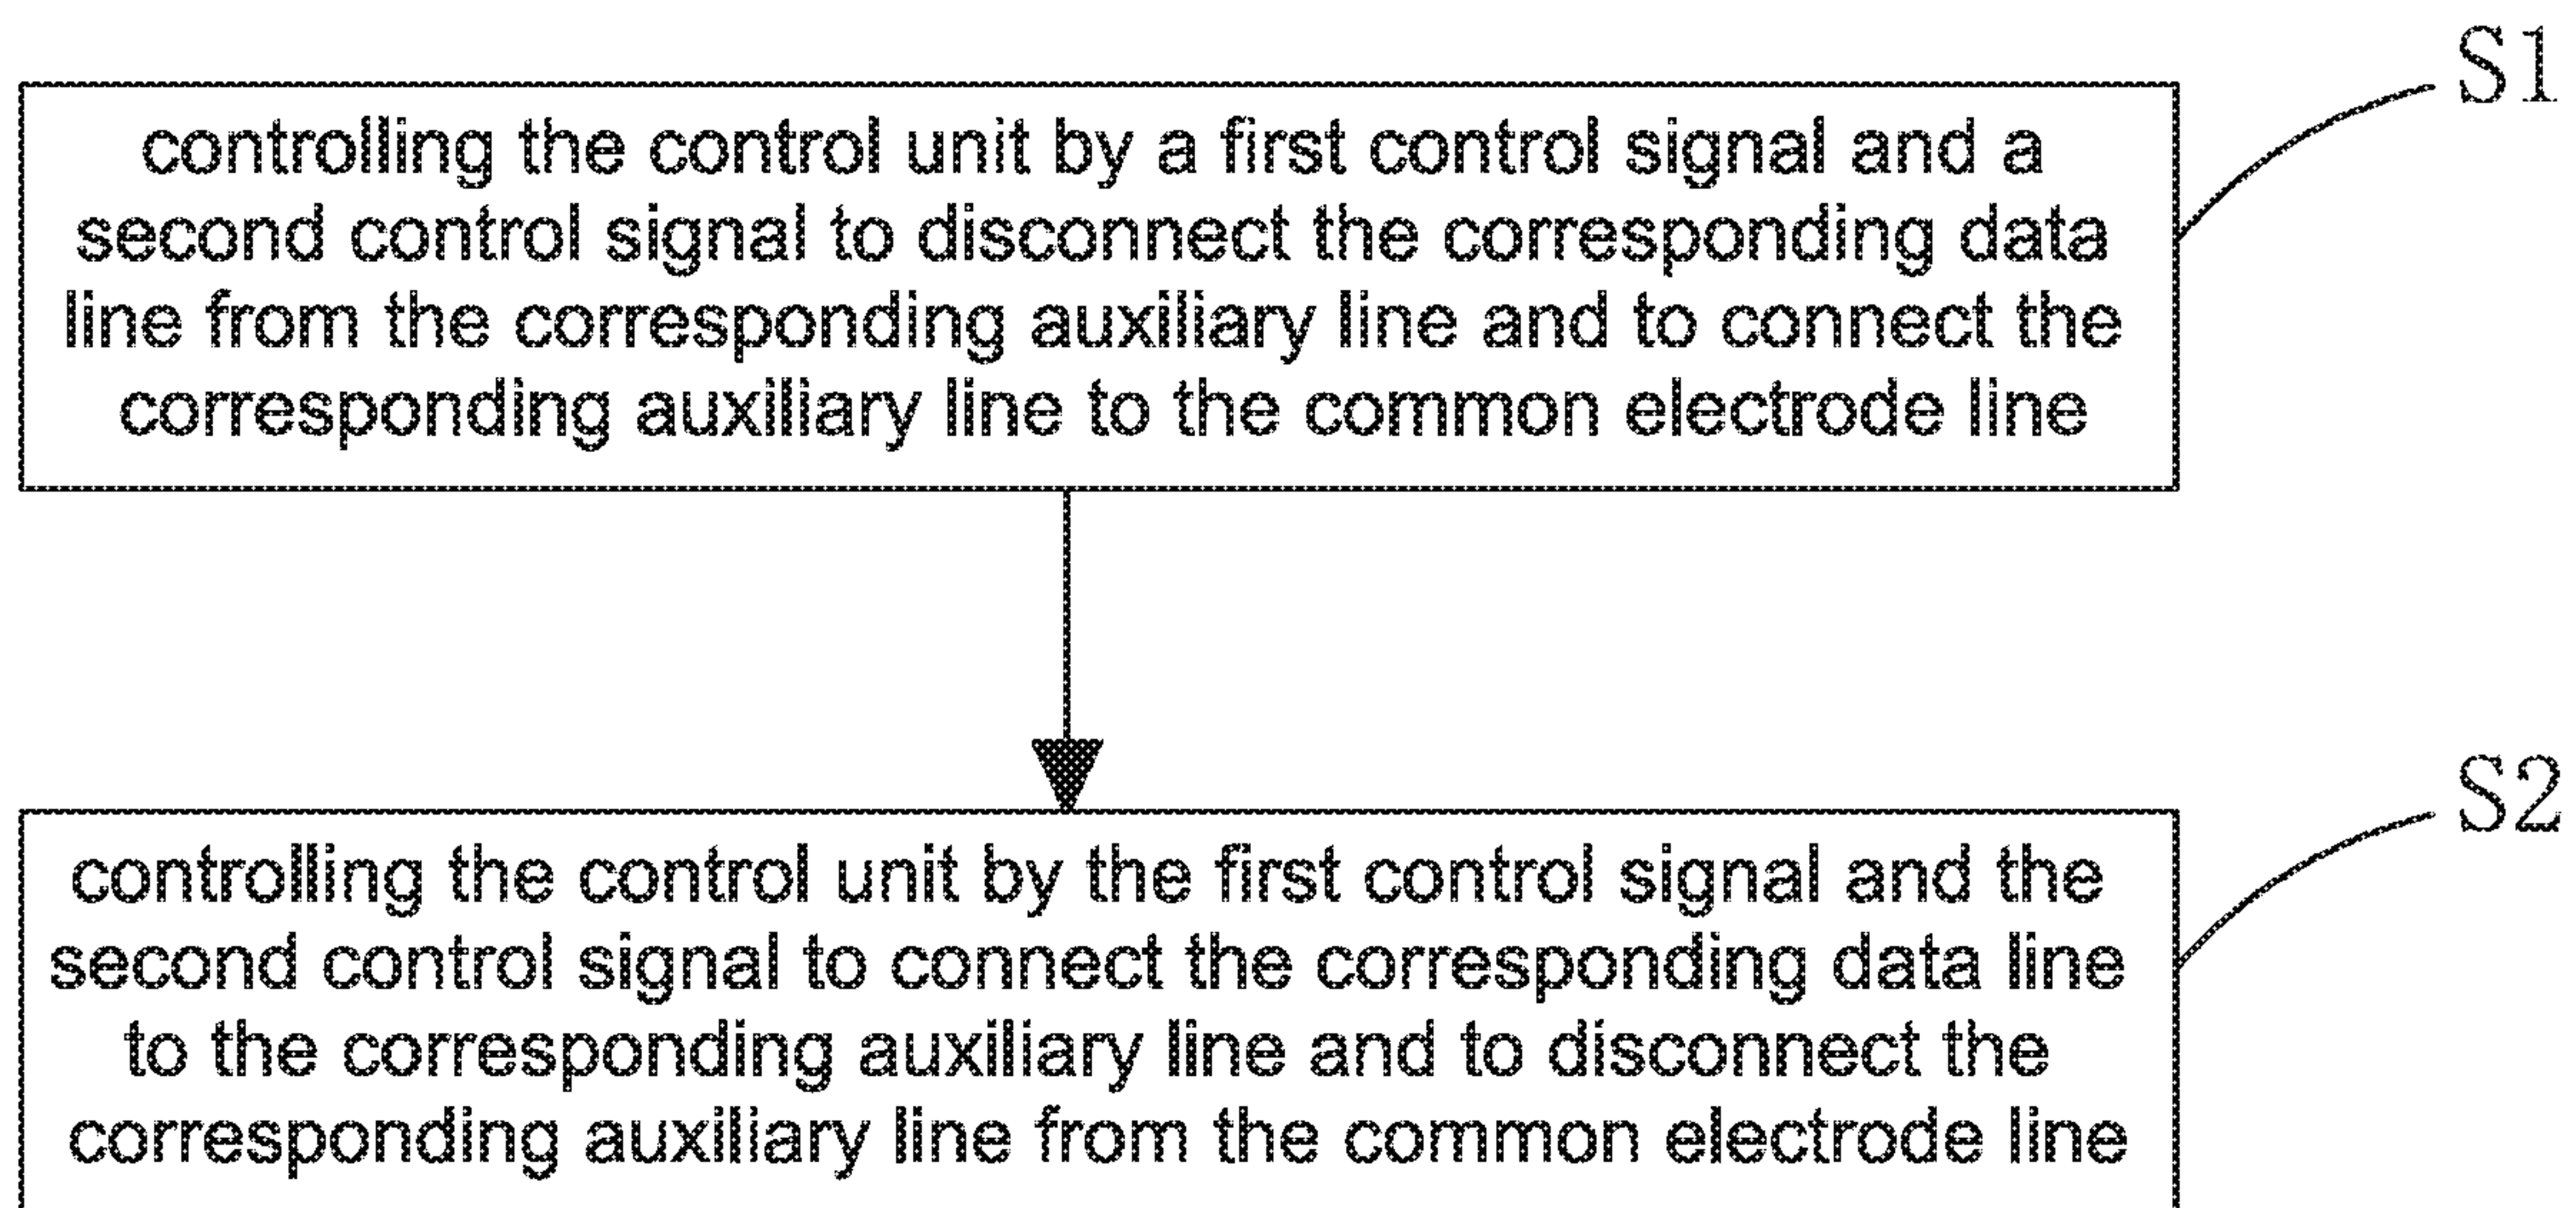 S1
controlling the control unit by a first control signal and a
second control signal to disconnect the corresponding data
line from the corresponding auxiliary line and to connect the
corresponding auxiliary line to the common electrode line
S2
controlling the control unit by the first control signal and the
second control signal to connect the corresponding data line
to the corresponding auxiliary line and to disconnect the
corresponding auxiliary line from the common electrode line